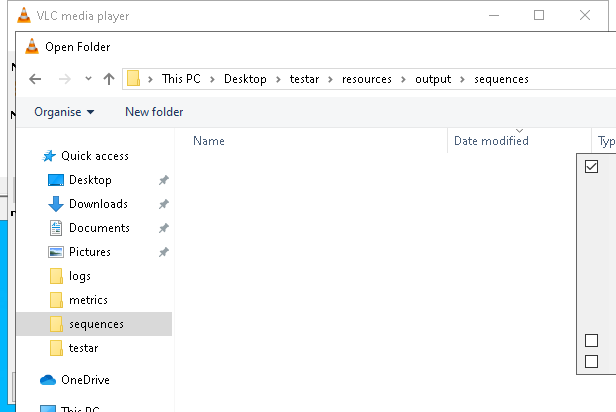 VLC media player
Open Folder
This PC > Desktop > testar > resources > output > sequences
Organise New folder
Name Date modified Typ
Quick access
Desktop
Downloads
Documents
Pictures
logs
metrics
sequences
testar
OneDrive
This PC